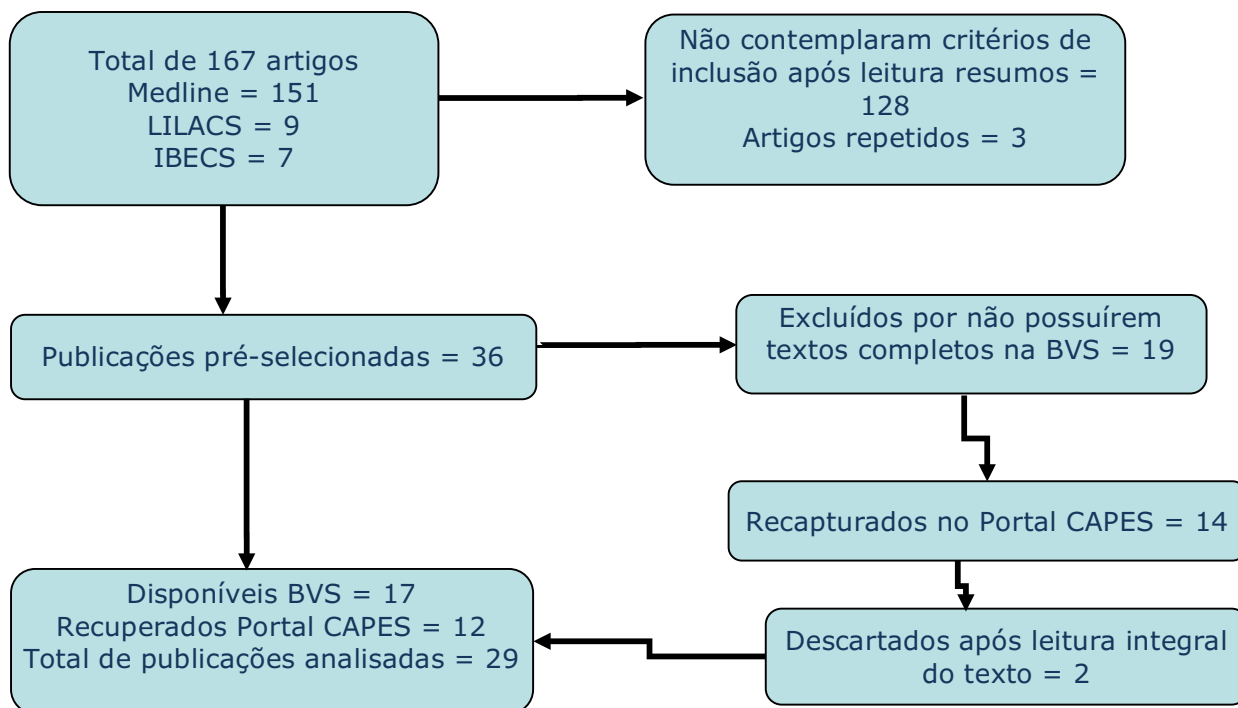 Total de 167 artigos
Medline = 151
LILACS = 9
IBECS = 7
Não contemplaram critérios de
inclusão após leitura resumos =
128
Artigos repetidos = 3
Publicações pré-selecionadas = 36
Excluídos por não possuírem
textos completos na BVS = 19
Recapturados no Portal CAPES = 14
Disponíveis BVS = 17
Recuperados Portal CAPES = 12
Total de publicações analisadas = 29
Descartados após leitura integral
do texto = 2